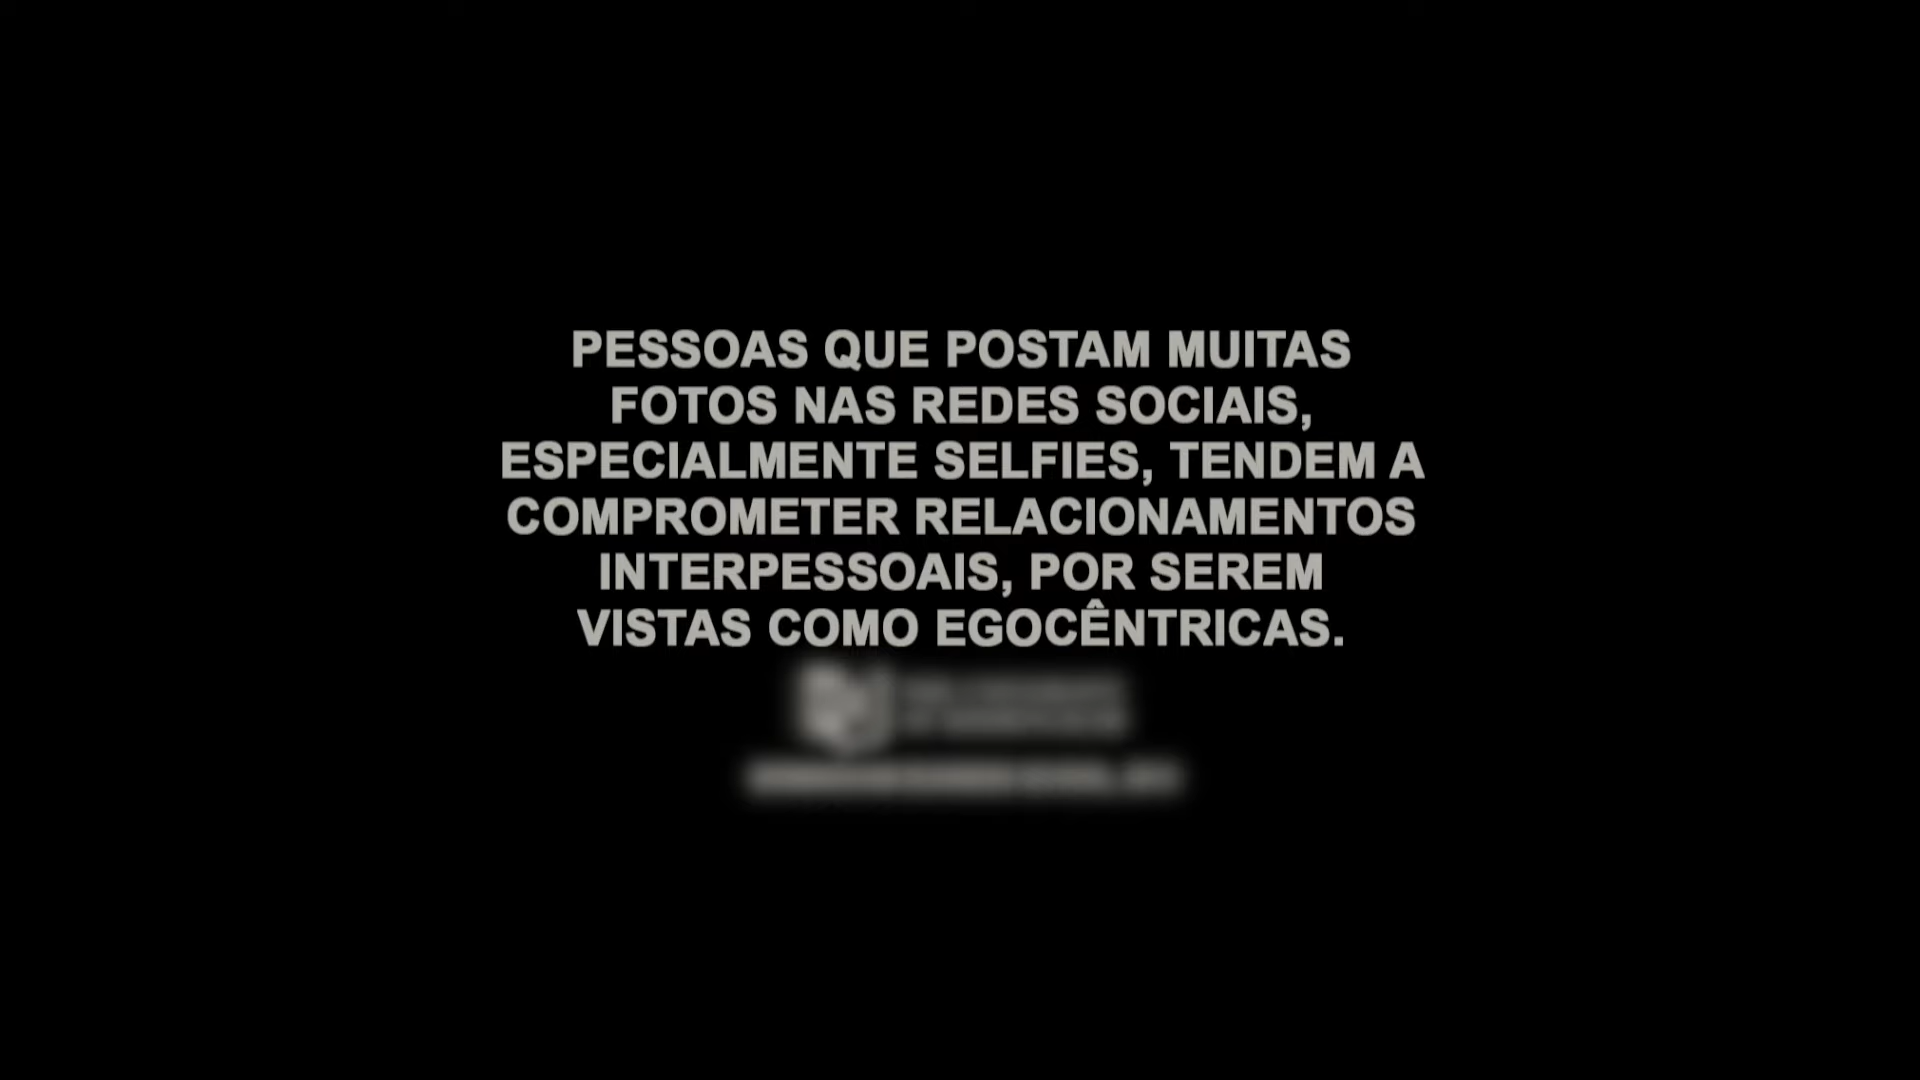 PESSOAS QUE POSTAM MUITAS
FOTOS NAS REDES SOCIAIS,
ESPECIALMENTE SELFIES, TENDEM A
COMPROMETER RELACIONAMENTOS
INTERPESSOAIS, POR SEREM
VISTAS COMO EGOCÊNTRICAS.